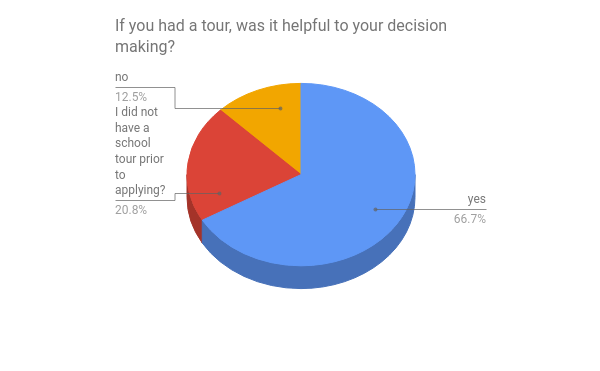 If you had a tour, was it helpful to your decision
making?
no
12.5%
I did not
have a
school
tour prior
to
applying?
20.8%
yes
66.7%